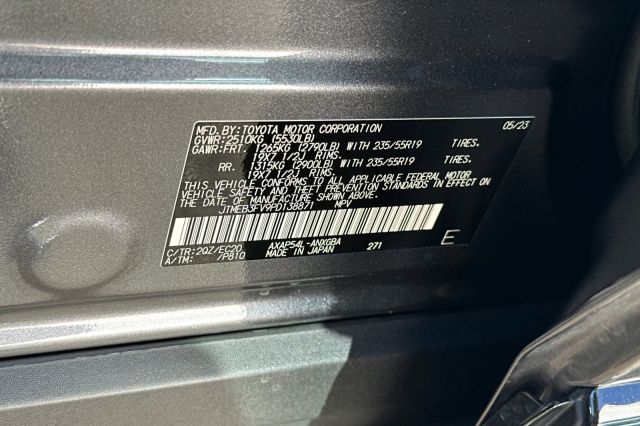 MFD.BY:TOYOTA MOTOR CORPORATION 05/23
GVWR:2510KG (5530LB)
GAWR:FRT. 1265KG (2790LB) WITH 235/55R19 TIRES.
19X7 1/2J RIMS.
RR. 1315KG (2900LB) WITH 235/55R19 TIRES.
19X7 1/2J RIMS.
THIS VEHICLE CONFORMS TO ALL APPLICABLE FEDERAL MOTOR
VEHICLE SAFETY AND THEFT PREVENTION STANDARDS IN EFFECT ON
THE DATE OF MANUFACTURE SHOWN ABOVE.
JTMEB3FV9PD138871 MPV
C/TR:2QZ/EC20 AXAP54L-ANXGBA 271 E
A/TM: /P810 MADE IN JAPAN